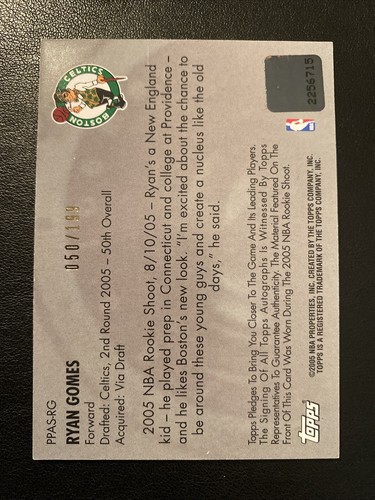 PPAS-RG
RYAN GOMES
Forward
Drafted: Celtics, 2nd Round 2005 – 50th Overall
Acquired: Via Draft
050/199
CELTICS
BOSTON
2005 NBA Rookie Shoot, 8/10/05 – Ryan's a New England
kid – he played prep in Connecticut and college at Providence –
and he likes Boston's new look. "I'm excited about the chance to
be around these young guys and create a nucleus like the old
days," he said.
Topps Pledges To Bring You Closer To The Game And Its Leading Players.
The Signing Of All Topps Autographs Is Witnessed By Topps
Representatives To Guarantee Authenticity. The Material Featured On The
Front Of This Card Was Worn During The 2005 NBA Rookie Shoot.
2256715
topps
©2005 NBA PROPERTIES, INC. CREATED BY THE TOPPS COMPANY, INC.
TOPPS IS A REGISTERED TRADEMARK OF THE TOPPS COMPANY, INC.